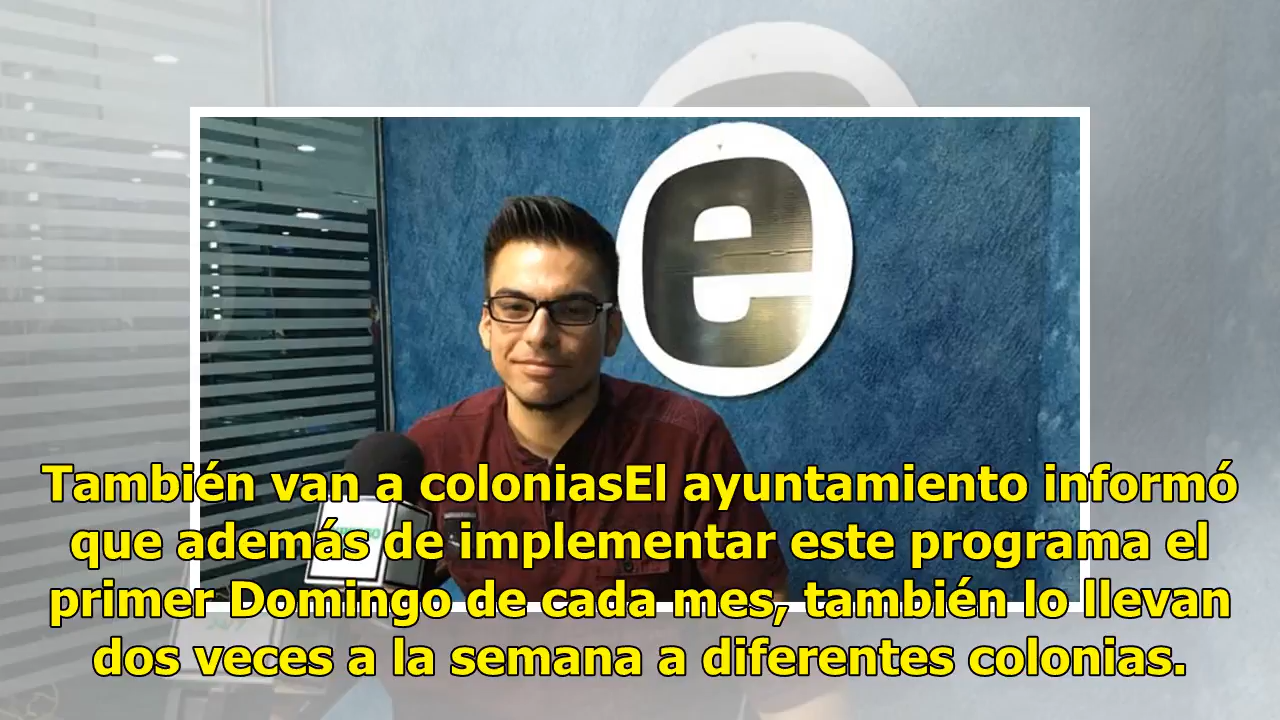 e
También van a coloniasEl ayuntamiento informó
que además de implementar este programa el
primer Domingo de cada mes, también lo llevan
dos veces a la semana a diferentes colonias.